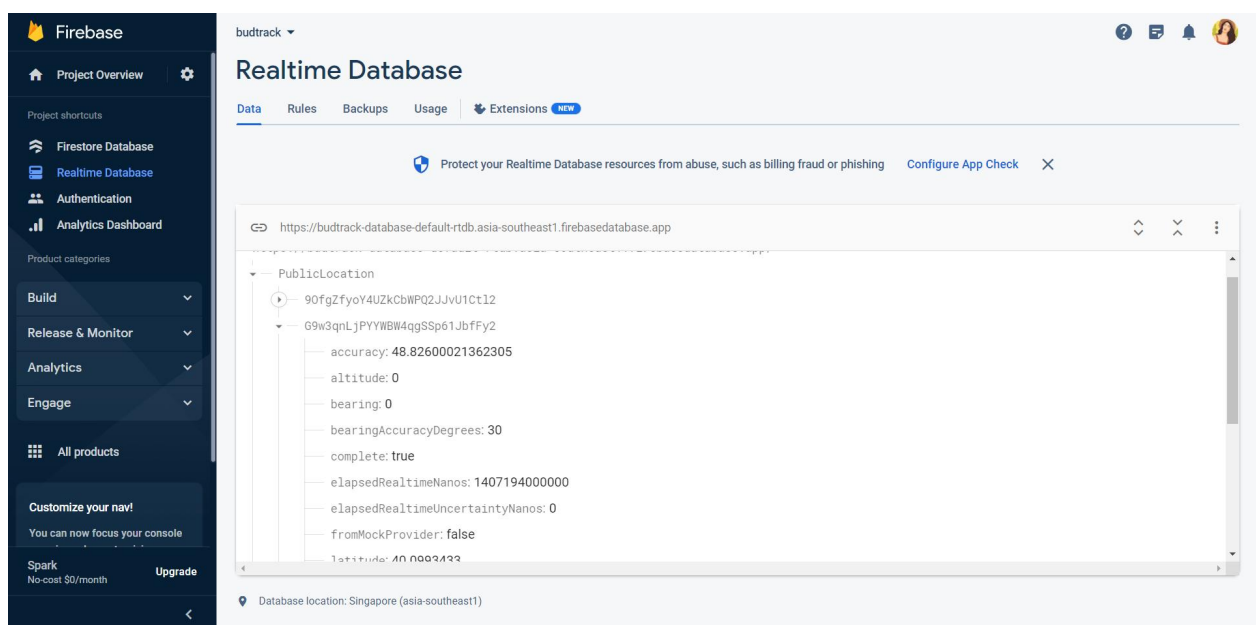 Firebase
budtrack
Project Overview
Realtime Database
Data Rules Backups Usage Extensions NEW
Project shortcuts
Firestore Database
Realtime Database
Authentication
Analytics Dashboard
Product categories
Build
Release & Monitor
Analytics
Engage
All products
Customize your nav!
You can now focus your console
Spark
No-cost $0/month
Upgrade
Protect your Realtime Database resources from abuse, such as billing fraud or phishing Configure App Check
https://budtrack-database-default-rtdb.asia-southeast1.firebasedatabase.app
PublicLocation
9OfgZfyoY4UZkCbWPQ2JJvU1Ctl2
G9w3qnLjPYYWBW4qgSSp61JbfFy2
accuracy: 48.82600021362305
altitude: 0
bearing: 0
bearingAccuracyDegrees: 30
complete: true
elapsedRealtimeNanos: 1407194000000
elapsedRealtimeUncertaintyNanos: 0
fromMockProvider: false
latitude: 40.0993433
Database location: Singapore (asia-southeast1)